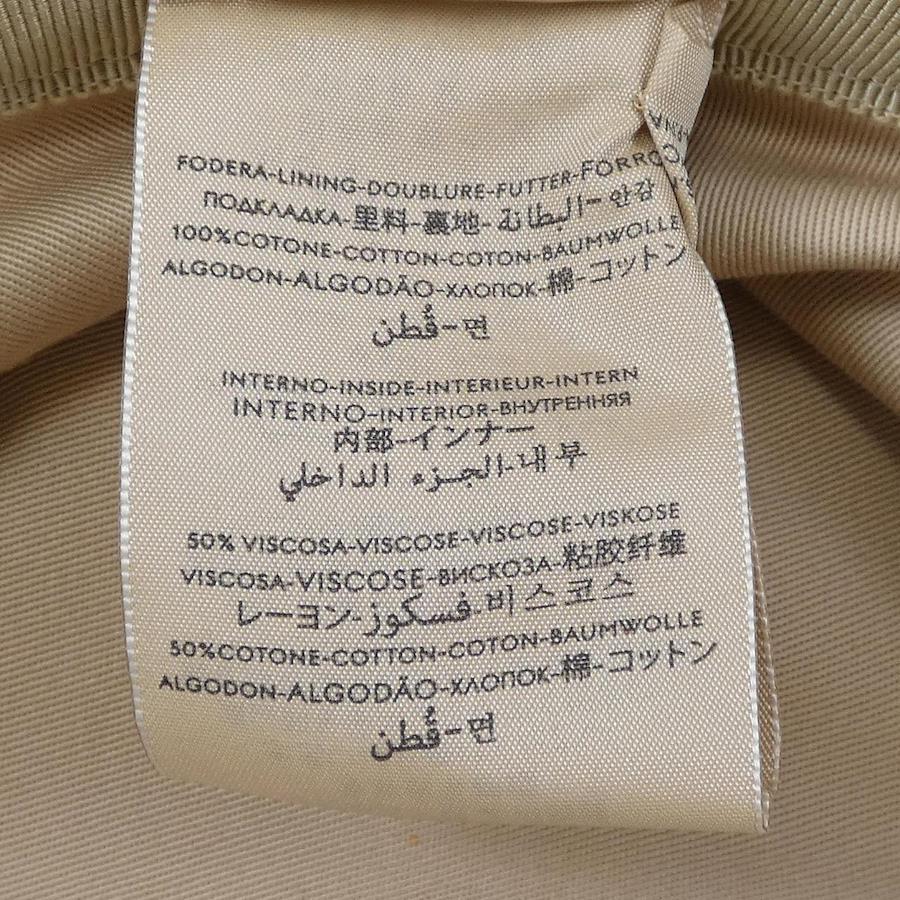 FODERA-LINING-DOUBLURE-FUTTER-FORRO
ПОДКЛАДКА-里料-裏地-البطانة-안감
100%COTONE-COTTON-COTON-BAUMWOLLE
ALGODON-ALGODÃO-ХЛОПОК-棉-コットン
قُطن-면
INTERNO-INSIDE-INTERIEUR-INTERN
INTERNO-INTERIOR-ВНУТРЕННЯЯ
内部-インナー
الجزء الداخلي-내부
50% VISCOSA-VISCOSE-VISCOSE-VISKOSE
VISCOSA-VISCOSE-ВИСКОЗА-粘胶纤维
レーヨン-فسكوز-비스코스
50%COTONE-COTTON-COTON-BAUMWOLLE
ALGODON-ALGODÃO-ХЛОПОК-棉-コットン
قُطن-면